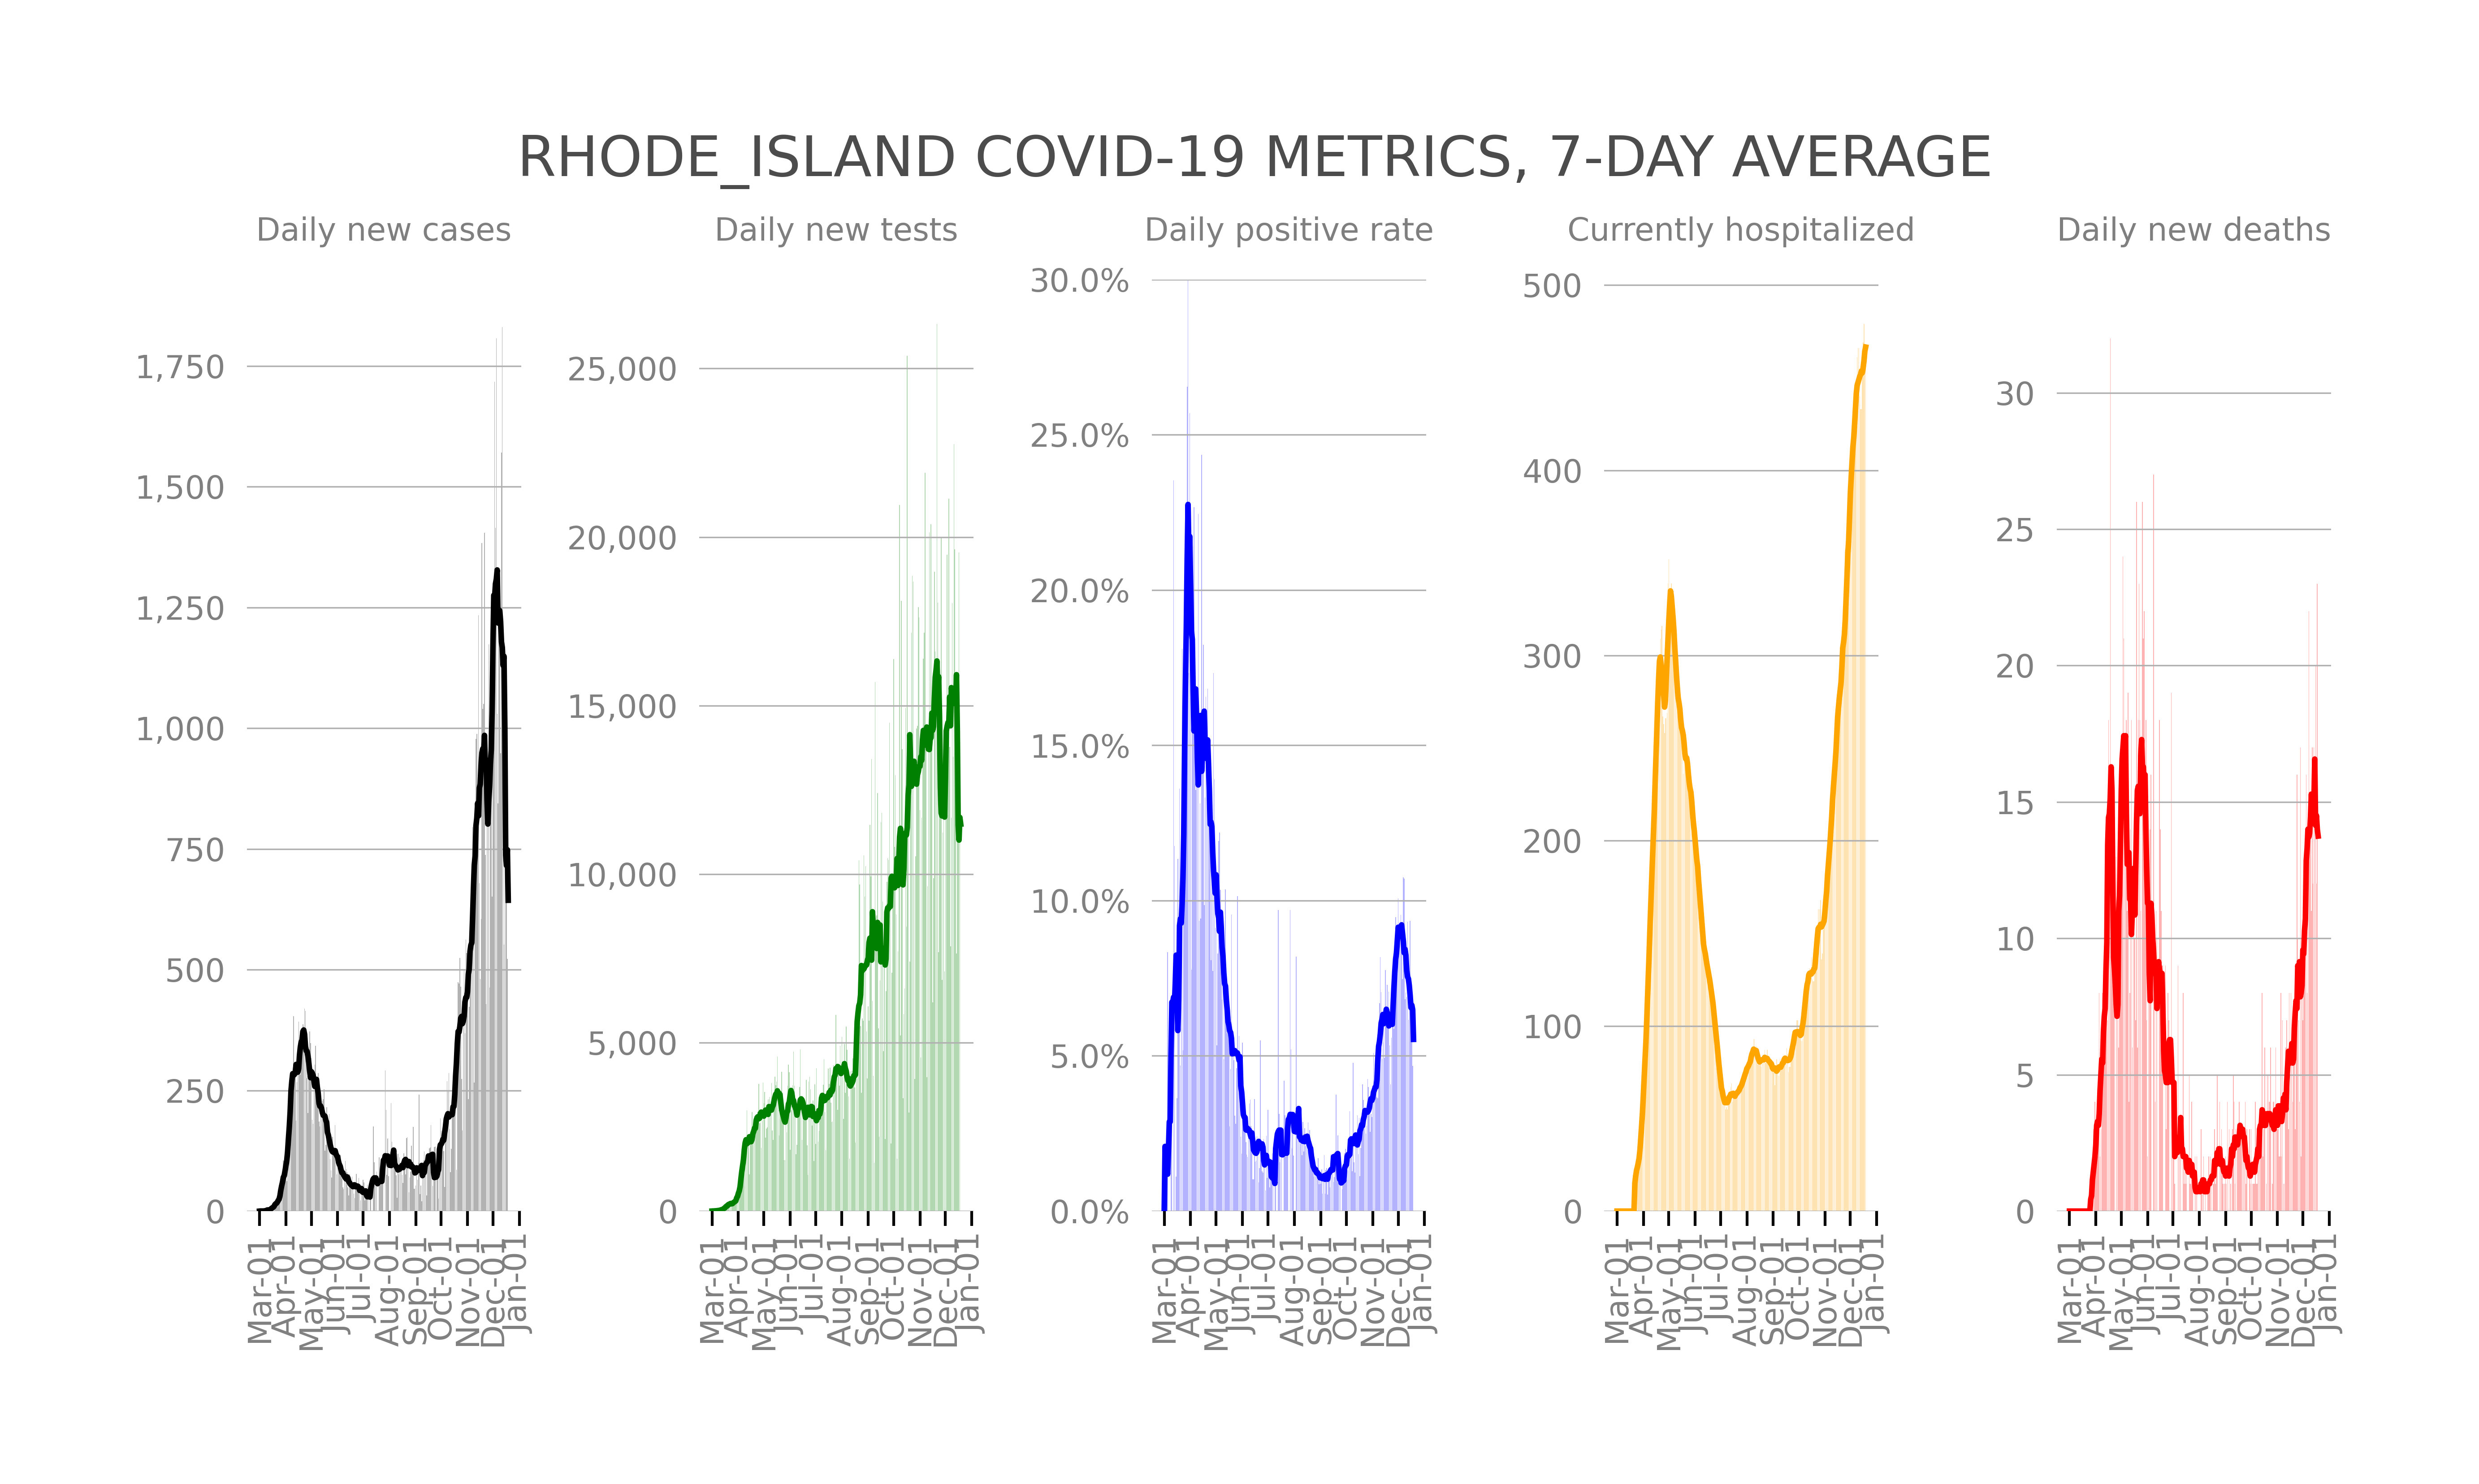 RHODE_ISLAND COVID-19 METRICS, 7-DAY AVERAGE
Daily new cases
1,750
1,500
1,250
1,000
750
500
250
0
Mar-01
Apr-01
May-01
Jun-01
Jul-01
Aug-01
Sep-01
Oct-01
Nov-01
Dec-01
Jan-01
Daily new tests
25,000
20,000
15,000
10,000
5,000
0
Mar-01
Apr-01
May-01
Jun-01
Jul-01
Aug-01
Sep-01
Oct-01
Nov-01
Dec-01
Jan-01
Daily positive rate
30.0%
25.0%
20.0%
15.0%
10.0%
5.0%
0.0%
Mar-01
Apr-01
May-01
Jun-01
Jul-01
Aug-01
Sep-01
Oct-01
Nov-01
Dec-01
Jan-01
Currently hospitalized
500
400
300
200
100
0
Mar-01
Apr-01
May-01
Jun-01
Jul-01
Aug-01
Sep-01
Oct-01
Nov-01
Dec-01
Jan-01
Daily new deaths
30
25
20
15
10
5
0
Mar-01
Apr-01
May-01
Jun-01
Jul-01
Aug-01
Sep-01
Oct-01
Nov-01
Dec-01
Jan-01